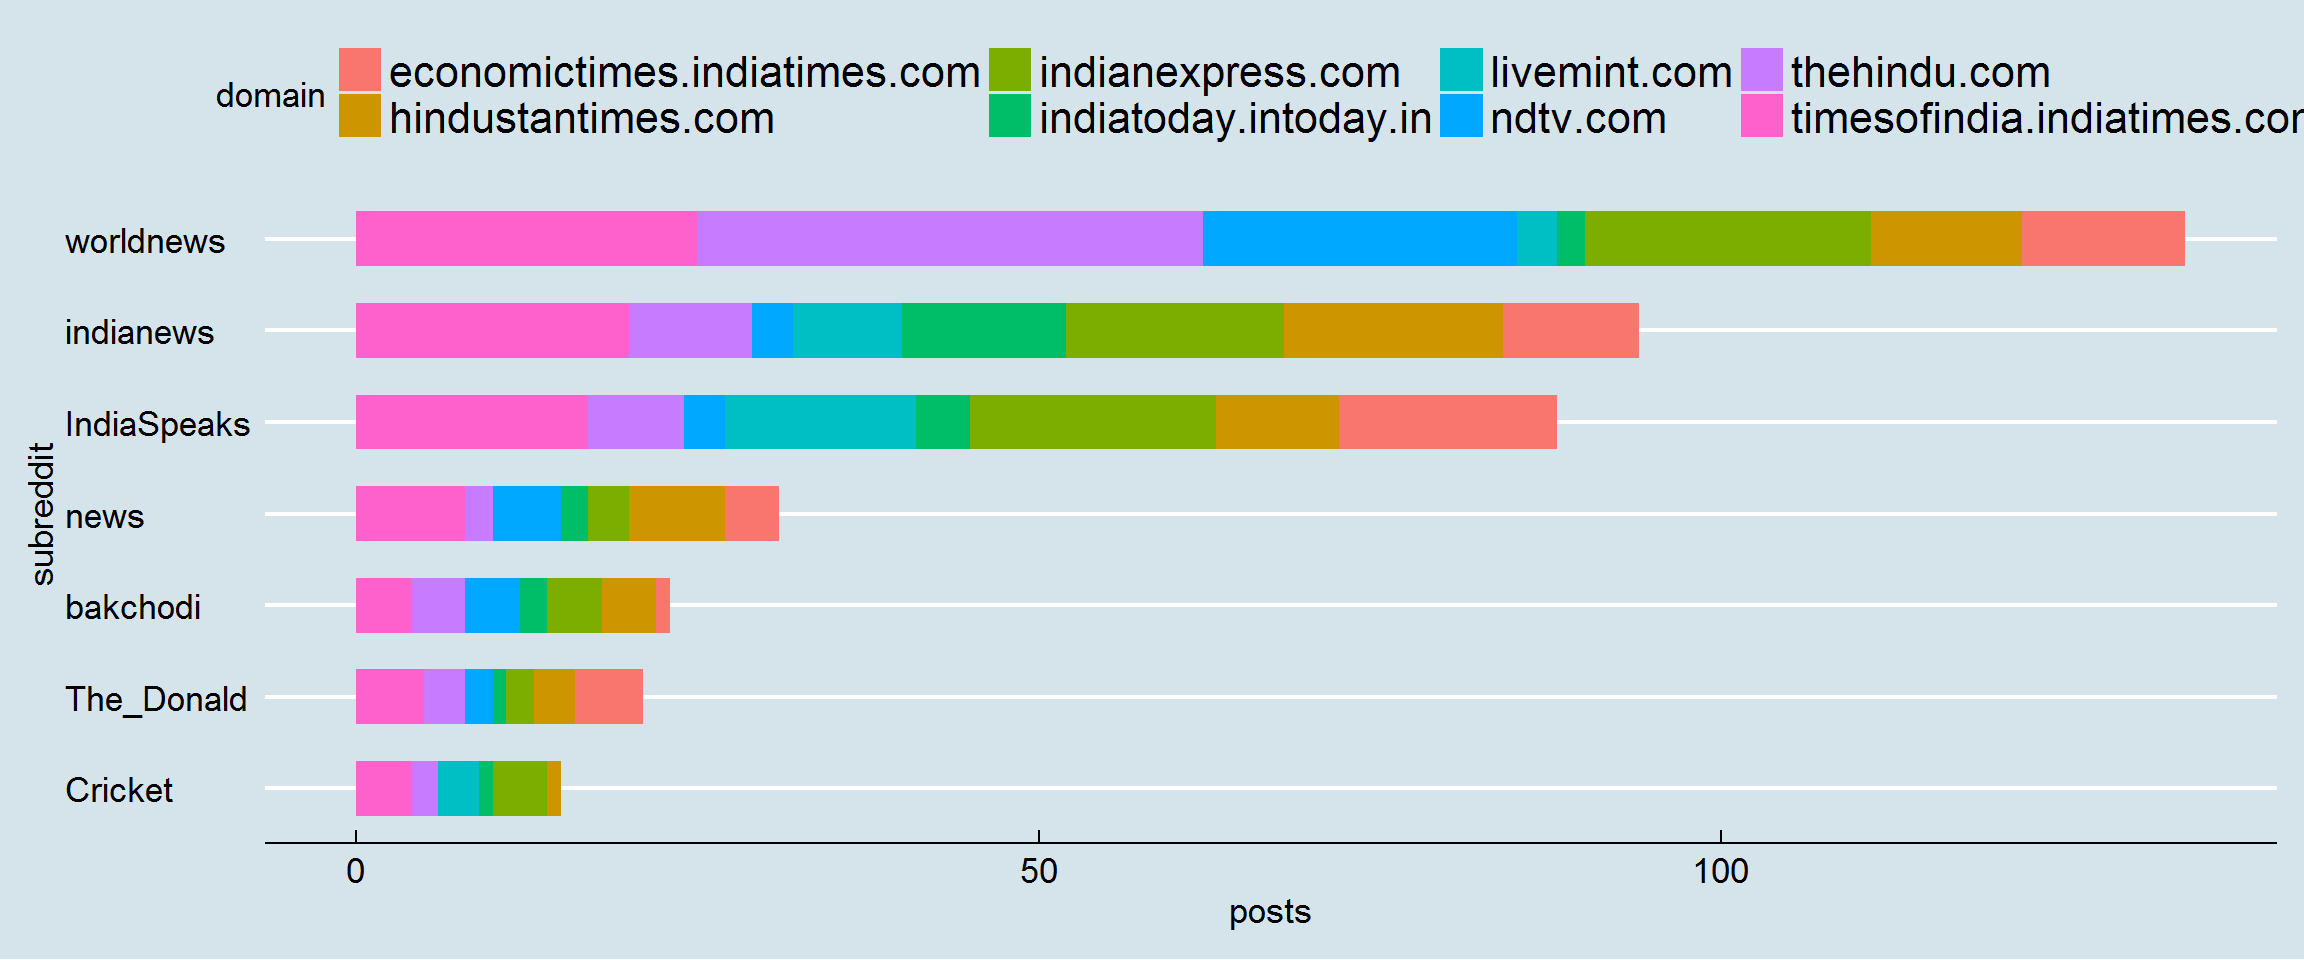 domain
economictimes.indiatimes.com indianexpress.com livemint.com thehindu.com
hindustantimes.com indiatoday.intoday.in ndtv.com timesofindia.indiatimes.cor
subreddit
worldnews
indianews
IndiaSpeaks
news
bakchodi
The_Donald
Cricket
0 50 100
posts